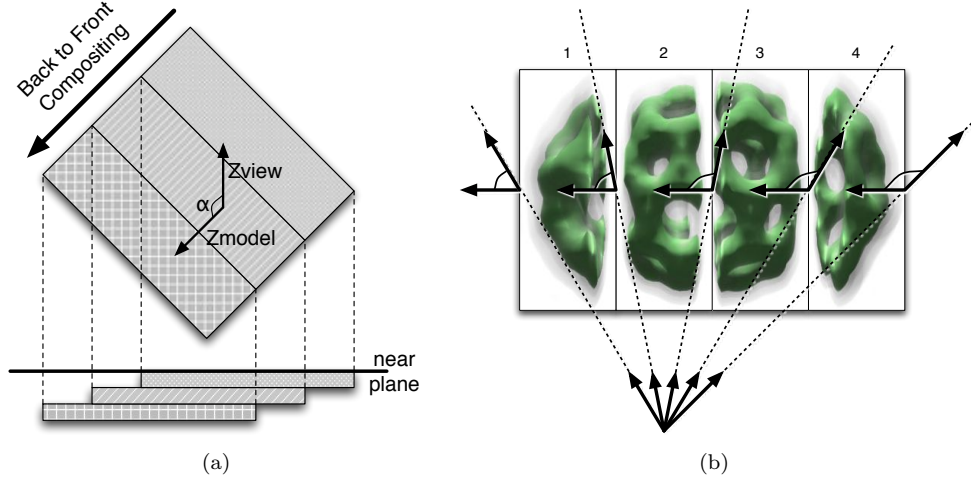 Back to Front
Compositing
Zview
α
Zmodel
near
plane
(a)
1 2 3 4
(b)